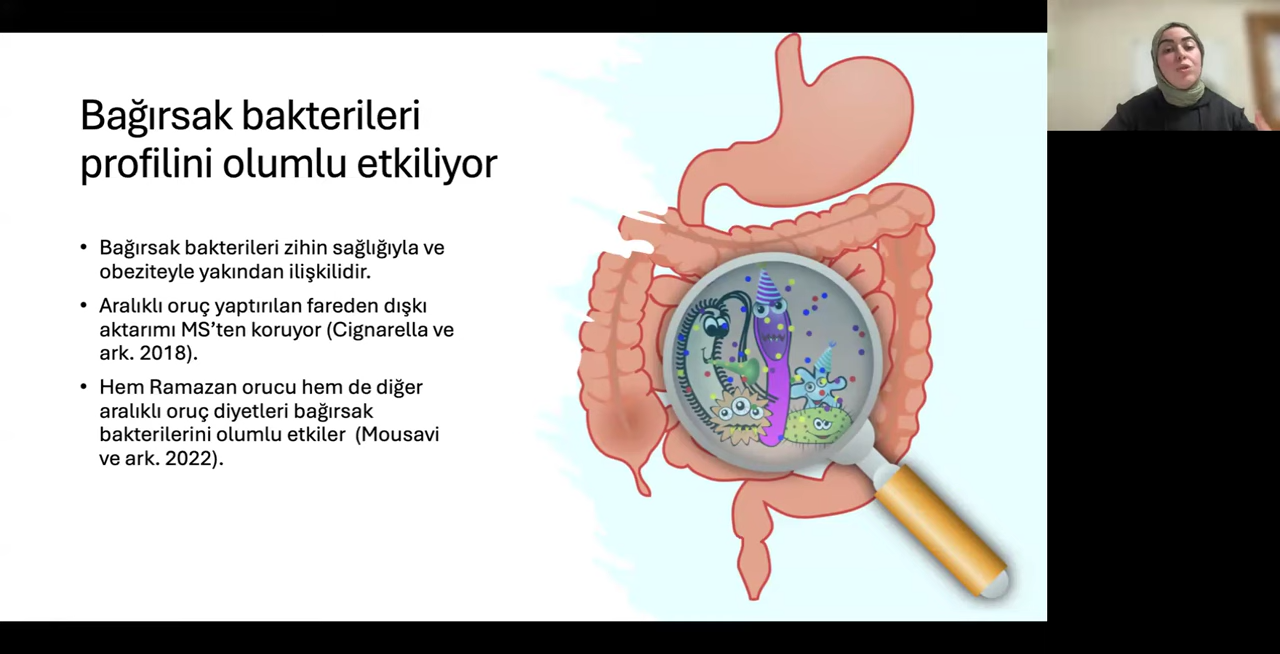 Bağırsak bakterileri
profilini olumlu etkiliyor
• Bağırsak bakterileri zihin sağlığıyla ve
obeziteyle yakından ilişkilidir.
• Aralıklı oruç yaptırılan fareden dışkı
aktarımı MS’ten koruyor (Cignarella ve
ark. 2018).
• Hem Ramazan orucu hem de diğer
aralıklı oruç diyetleri bağırsak
bakterilerini olumlu etkiler (Mousavi
ve ark. 2022).